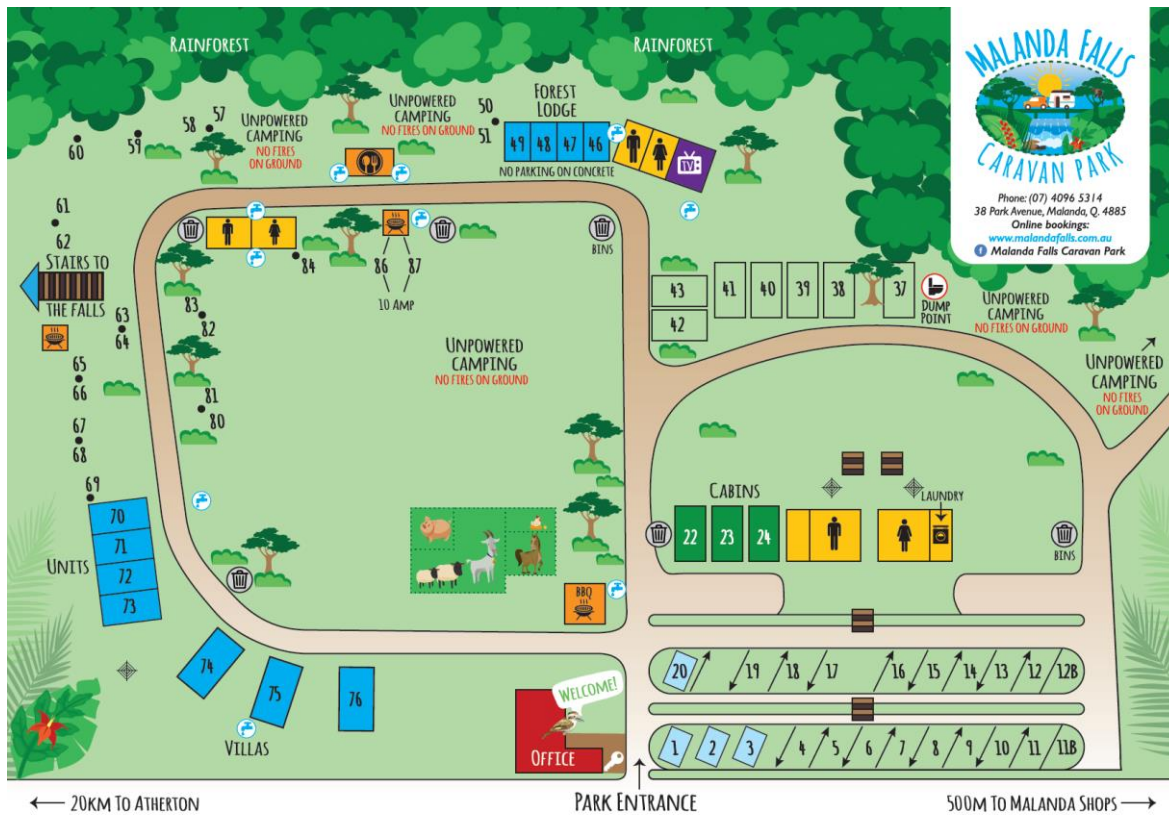 RAINFOREST
RAINFOREST
MALANDA FALLS
CARAVAN PARK
Phone: (07) 4096 5314
38 Park Avenue, Malanda, Q. 4885
Online bookings:
www.malandafalls.com.au
f Malanda Falls Caravan Park
60
59
58
57
UNPOWERED
CAMPING
NO FIRES
ON GROUND
UNPOWERED
CAMPING
NO FIRES ON GROUND
50
51
FOREST
LODGE
49 48 47 46
NO PARKING ON CONCRETE
TV
61
62
STAIRS TO
THE FALLS
84
86 87
10 AMP
BINS
83
82
63
64
65
66
81
80
67
68
69
UNPOWERED
CAMPING
NO FIRES ON GROUND
43
42
41 40 39 38 37
DUMP
POINT
UNPOWERED
CAMPING
NO FIRES ON GROUND
UNPOWERED
CAMPING
NO FIRES
ON GROUND
UNITS
70
71
72
73
CABINS
22 23 24
LAUNDRY
BINS
BBQ
74
75
76
VILLAS
WELCOME!
OFFICE
20 19 18 17 16 15 14 13 12 12B
1 2 3 4 5 6 7 8 9 10 11 11B
20KM TO ATHERTON
PARK ENTRANCE
500M TO MALANDA SHOPS